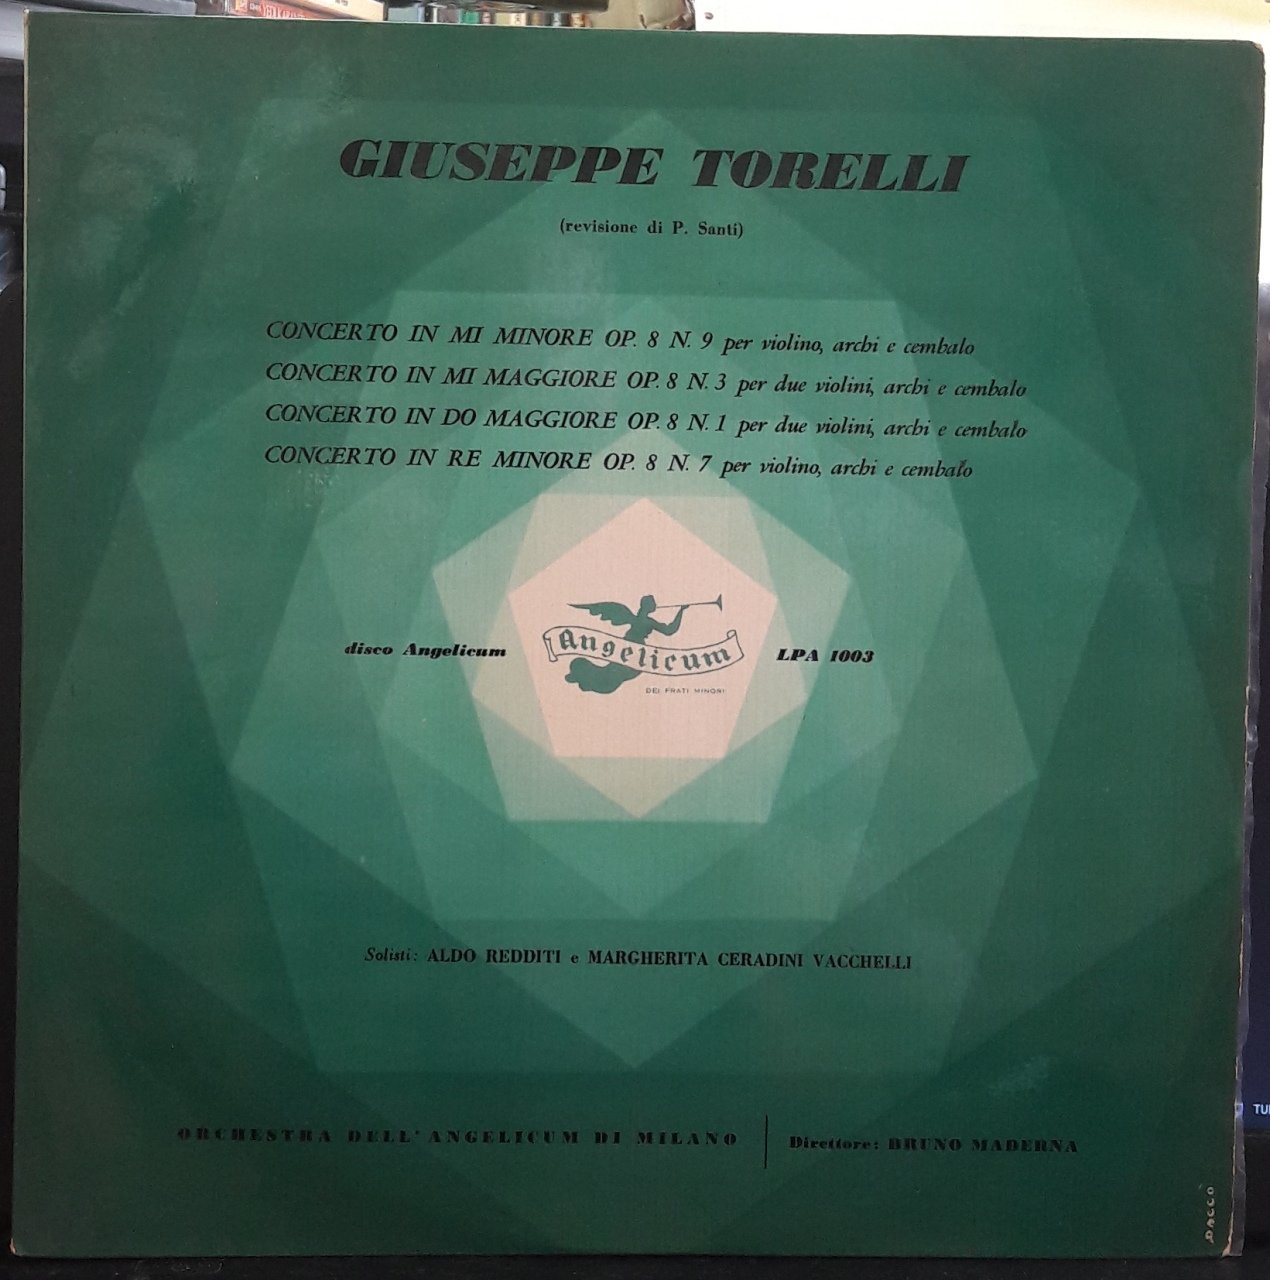 GIUSEPPE TORELLI
(revisione di P. Santi)
CONCERTO IN MI MINORE OP. 8 N. 9 per violino, archi e cembalo
CONCERTO IN MI MAGGIORE OP. 8 N. 3 per due violini, archi e cembalo
CONCERTO IN DO MAGGIORE OP. 8 N. 1 per due violini, archi e cembalo
CONCERTO IN RE MINORE OP. 8 N. 7 per violino, archi e cembalo
disco Angelicum
Angelicum
DEI FRATI MINORI
LPA 1003
Solisti: ALDO REDDITI e MARGHERITA CERADINI VACCHELLI
ORCHESTRA DELL'ANGELICUM DI MILANO
Direttore: BRUNO MADERNA
DACCO